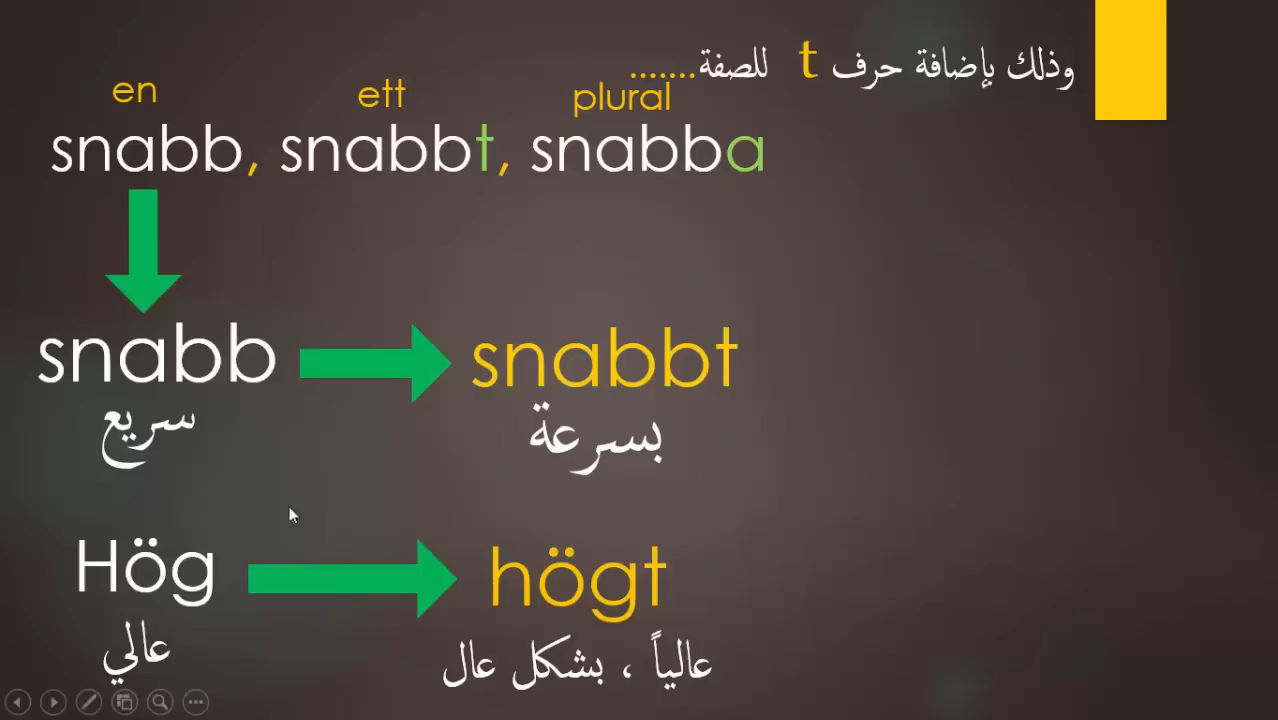 وذلك بإضافة حرف t للصفة.......
en ett plural
snabb, snabbt, snabba
snabb snabbt
سريع بسرعة
Hög högt
عالي عالياً ، بشكل عال